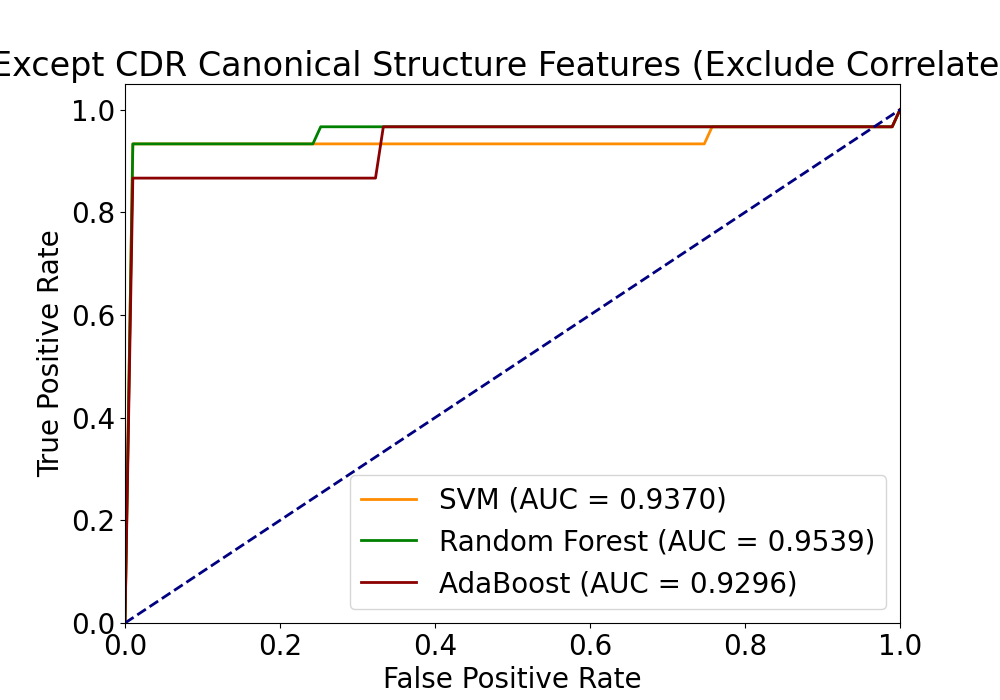 Except CDR Canonical Structure Features (Exclude Correlate
1.0
0.8
0.6
0.4
0.2
0.0
True Positive Rate
SVM (AUC = 0.9370)
Random Forest (AUC = 0.9539)
AdaBoost (AUC = 0.9296)
0.0 0.2 0.4 0.6 0.8 1.0
False Positive Rate